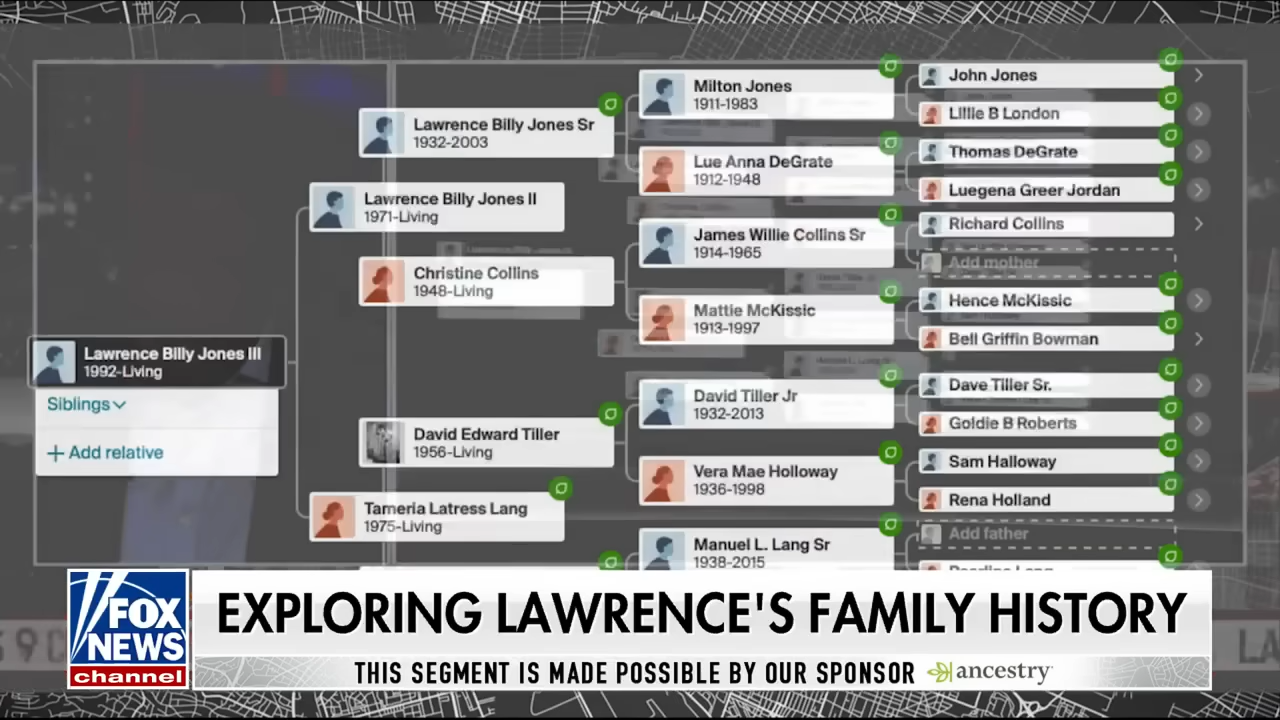 Lawrence Billy Jones III
1992-Living
Siblings
+ Add relative
Lawrence Billy Jones Sr
1932-2003
Lawrence Billy Jones II
1971-Living
Christine Collins
1948-Living
David Edward Tiller
1956-Living
Tameria Latress Lang
1975-Living
Milton Jones
1911-1983
Lue Anna DeGrate
1912-1948
James Willie Collins Sr
1914-1965
Mattie McKissic
1913-1997
David Tiller Jr
1932-2013
Vera Mae Holloway
1936-1998
Manuel L. Lang Sr
1938-2015
John Jones
Lillie B London
Thomas DeGrate
Luegena Greer Jordan
Richard Collins
Add mother
Hence McKissic
Bell Griffin Bowman
Dave Tiller Sr.
Goldie B Roberts
Sam Halloway
Rena Holland
Add father
FOX
NEWS
channel
EXPLORING LAWRENCE'S FAMILY HISTORY
THIS SEGMENT IS MADE POSSIBLE BY OUR SPONSOR ancestry